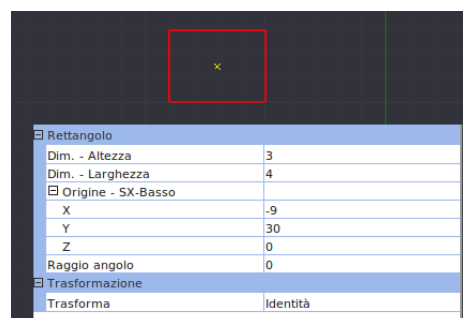 Rettangolo
Dim. - Altezza 3
Dim. - Larghezza 4
Origine - SX-Basso
X -9
Y 30
Z 0
Raggio angolo 0
Trasformazione
Trasforma Identità